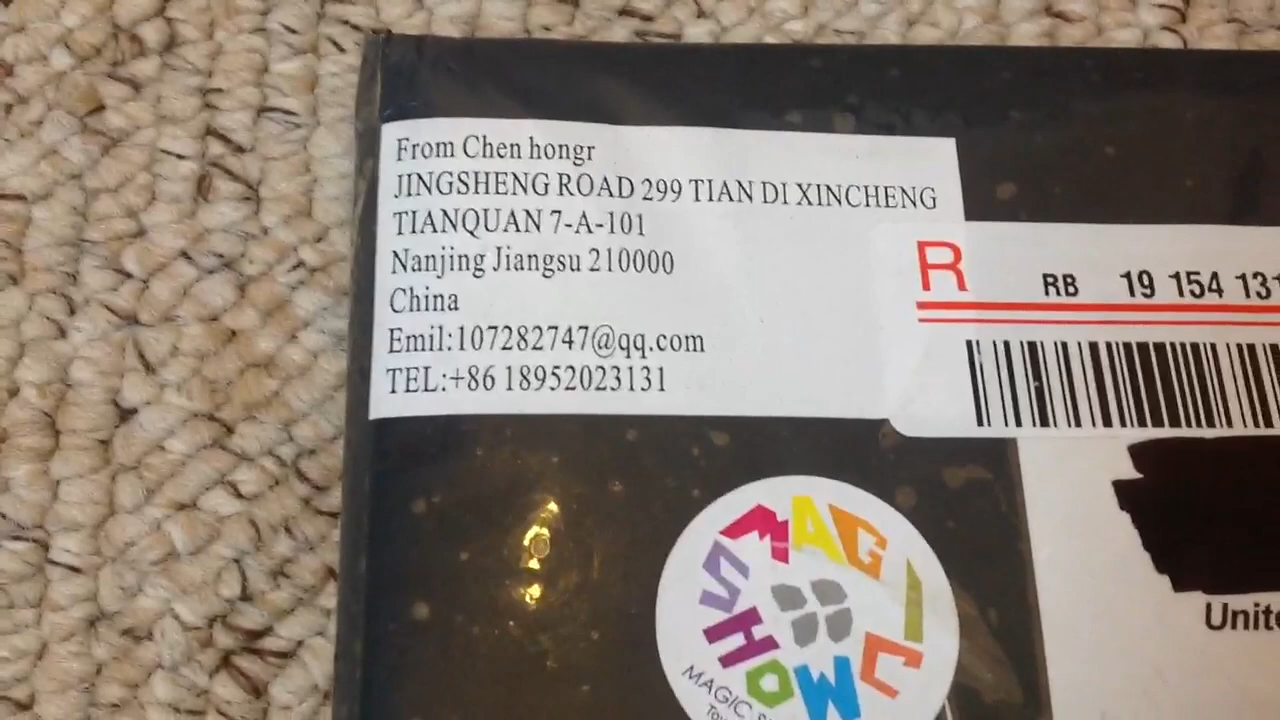 From Chen hongr
JINGSHENG ROAD 299 TIAN DI XINCHENG
TIANQUAN 7-A-101
Nanjing Jiangsu 210000
China
Emil:107282747@qq.com
TEL:+86 18952023131
R
RB 19 154 131
MAGIC
SHOW
MAGIC